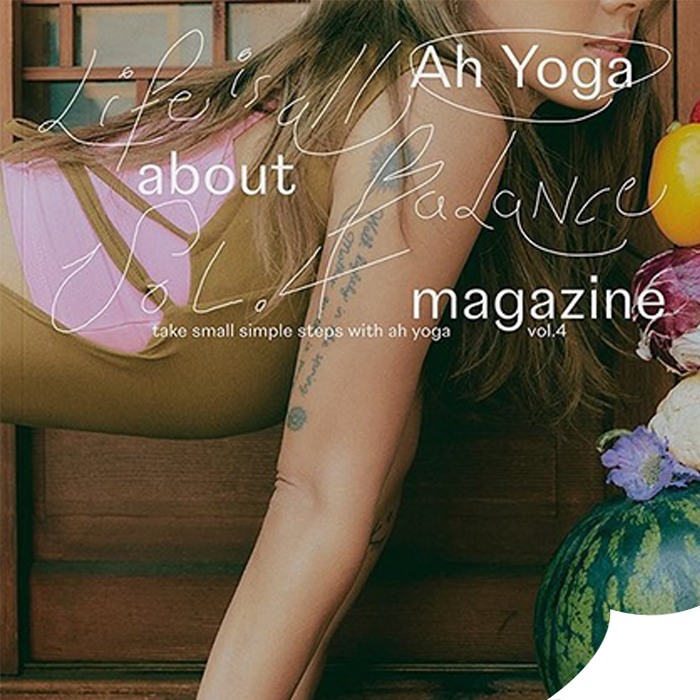 Life is all
Ah Yoga
about
Balance
Vol.4
magazine
take small simple steps with ah yoga
vol.4